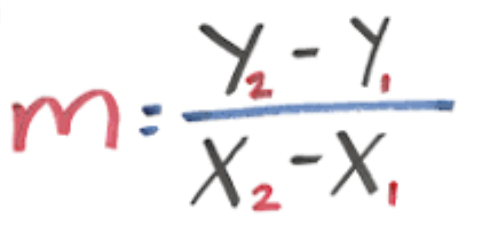 m = Y₂ - Y₁
X₂ - X₁